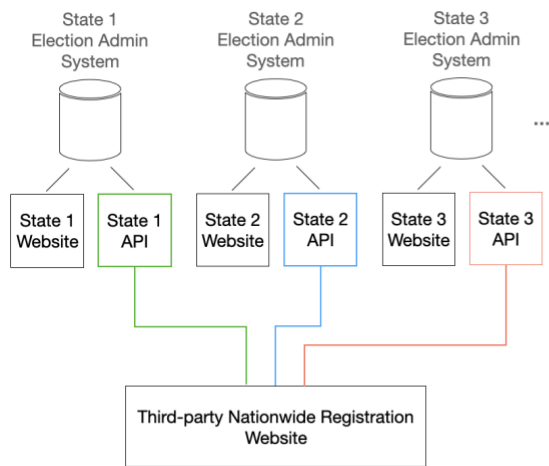 State 1
Election Admin
System
State 2
Election Admin
System
State 3
Election Admin
System
...
State 1
Website
State 1
API
State 2
Website
State 2
API
State 3
Website
State 3
API
Third-party Nationwide Registration
Website